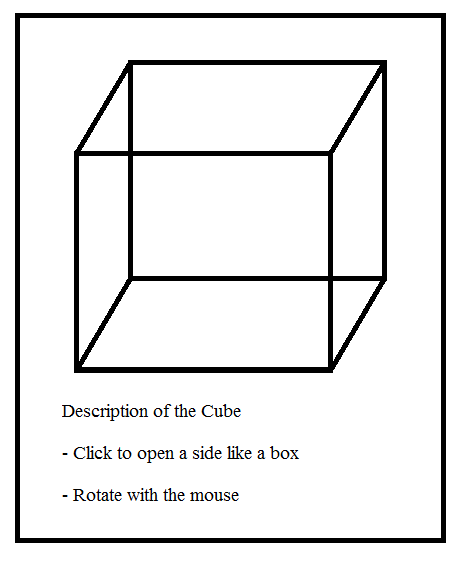 Description of the Cube
- Click to open a side like a box
- Rotate with the mouse